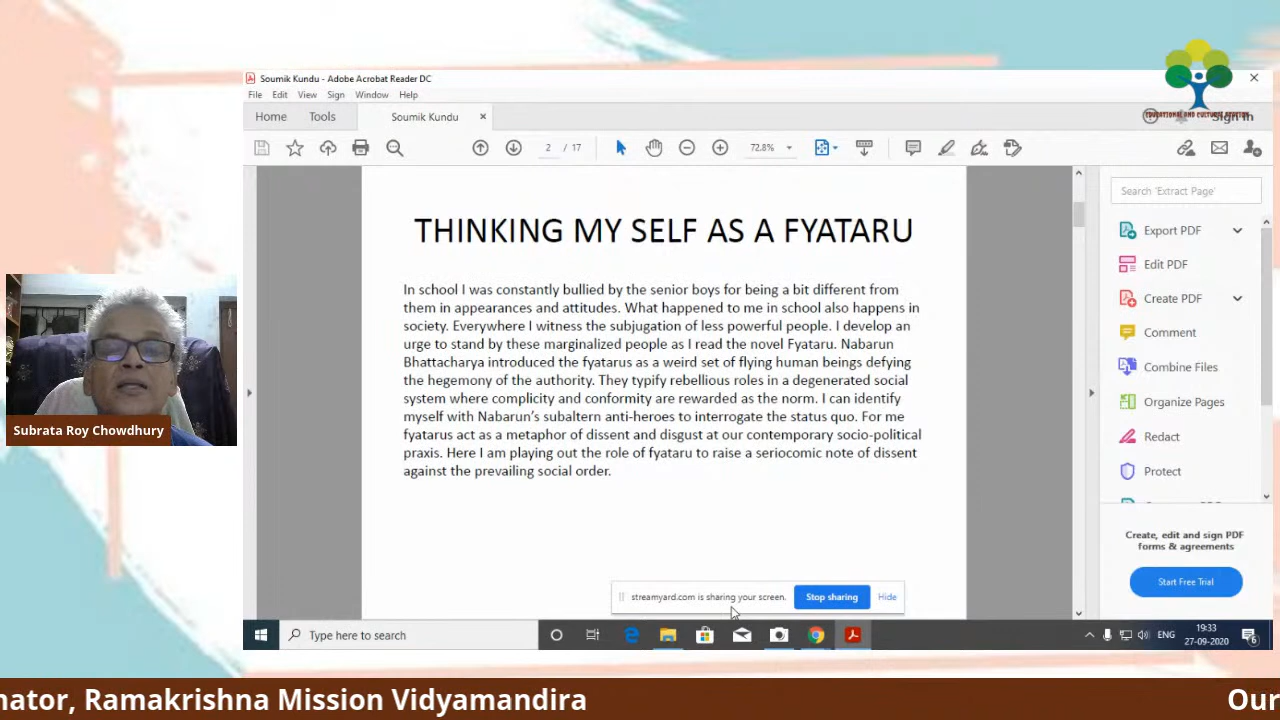 Soumik Kundu - Adobe Acrobat Reader DC
File Edit View Sign Window Help
EDUCATIONAL AND CULTURAL
Home Tools Soumik Kundu × Sign In
2 / 17 72.8%
Search 'Extract Page'
THINKING MY SELF AS A FYATARU
In school I was constantly bullied by the senior boys for being a bit different from
them in appearances and attitudes. What happened to me in school also happens in
society. Everywhere I witness the subjugation of less powerful people. I develop an
urge to stand by these marginalized people as I read the novel Fyataru. Nabarun
Bhattacharya introduced the fyatarus as a weird set of flying human beings defying
the hegemony of the authority. They typify rebellious roles in a degenerated social
system where complicity and conformity are rewarded as the norm. I can identify
myself with Nabarun's subaltern anti-heroes to interrogate the status quo. For me
fyatarus act as a metaphor of dissent and disgust at our contemporary socio-political
praxis. Here I am playing out the role of fyataru to raise a seriocomic note of dissent
against the prevailing social order.
Export PDF
Edit PDF
Create PDF
Comment
Combine Files
Organize Pages
Redact
Protect
Create, edit and sign PDF
forms & agreements
Start Free Trial
Subrata Roy Chowdhury
streamyard.com is sharing your screen. Stop sharing Hide
Type here to search
ENG
19:33
27-09-2020
6
nator, Ramakrishna Mission Vidyamandira Our